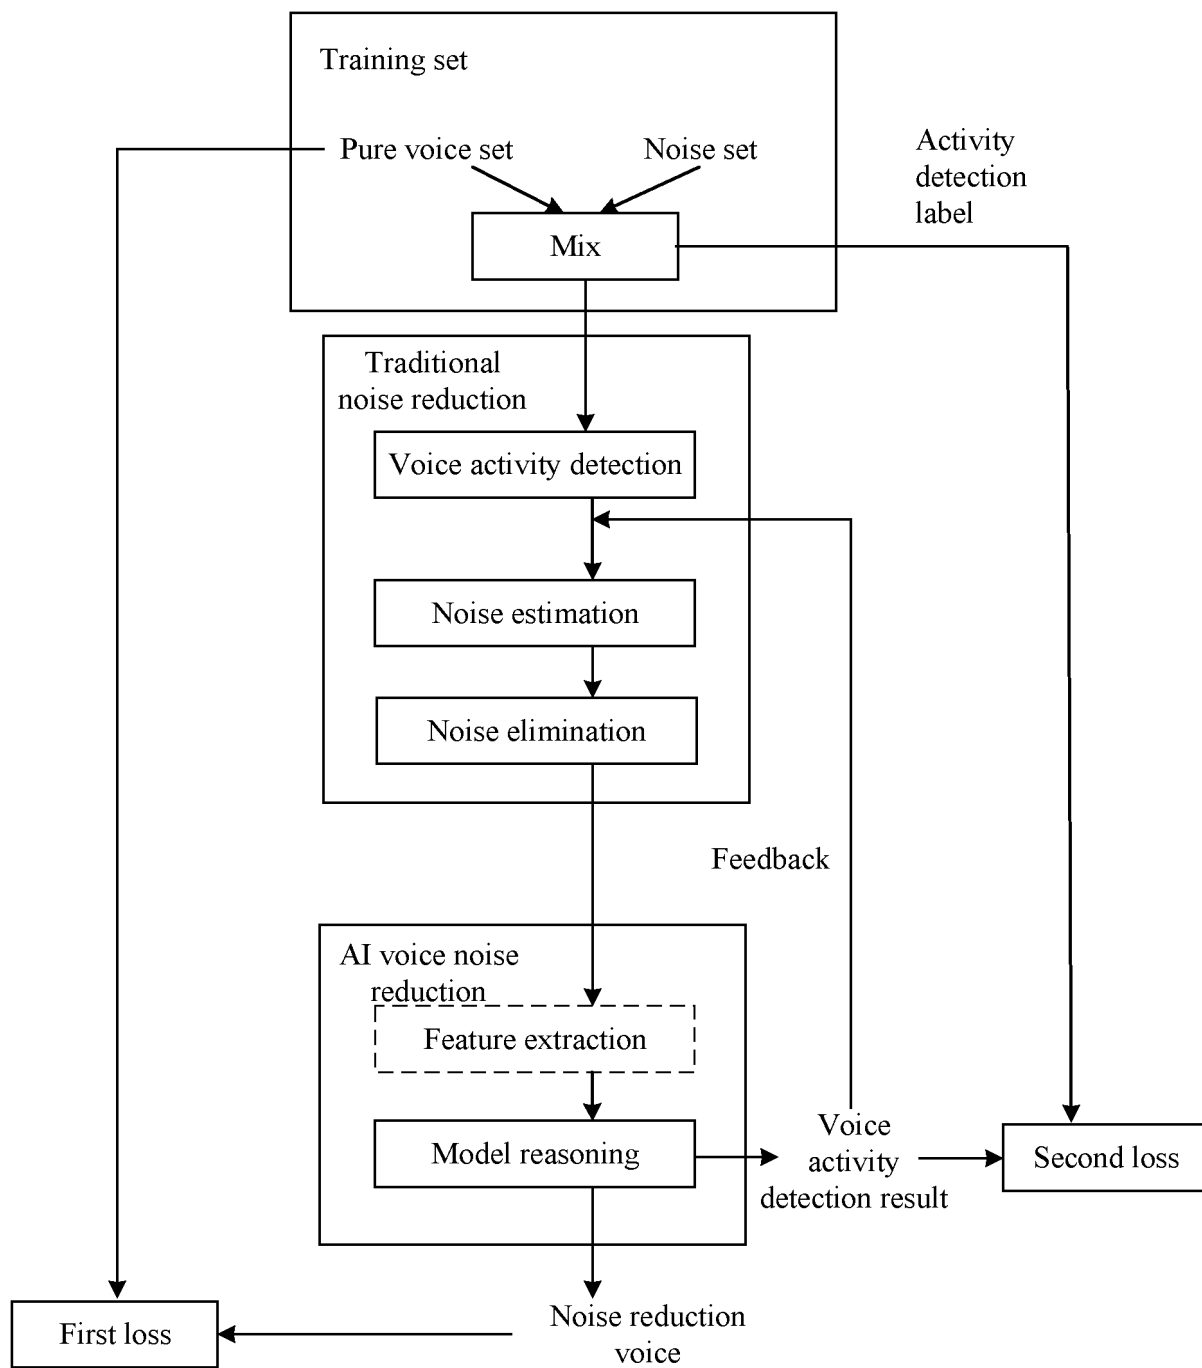 Training set
Pure voice set
Noise set
Activity
detection
label
Mix
Traditional
noise reduction
Voice activity detection
Noise estimation
Noise elimination
Feedback
AI voice noise
reduction
Feature extraction
Model reasoning
Voice
activity
detection result
Second loss
First loss
Noise reduction
voice